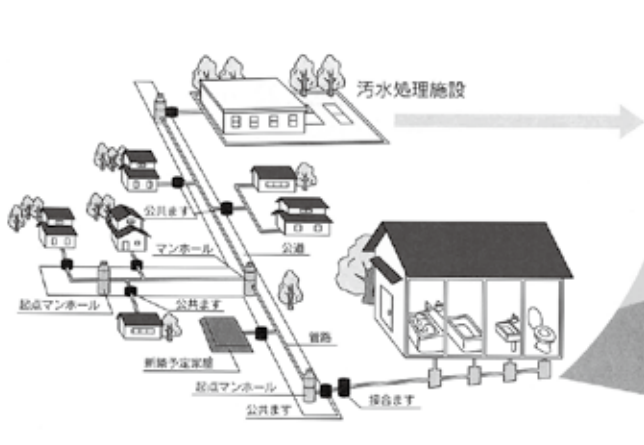 汚水処理施設
公共ます
マンホール
公道
起点マンホール
公共ます
管路
新築予定家屋
起点マンホール
接合ます
公共ます